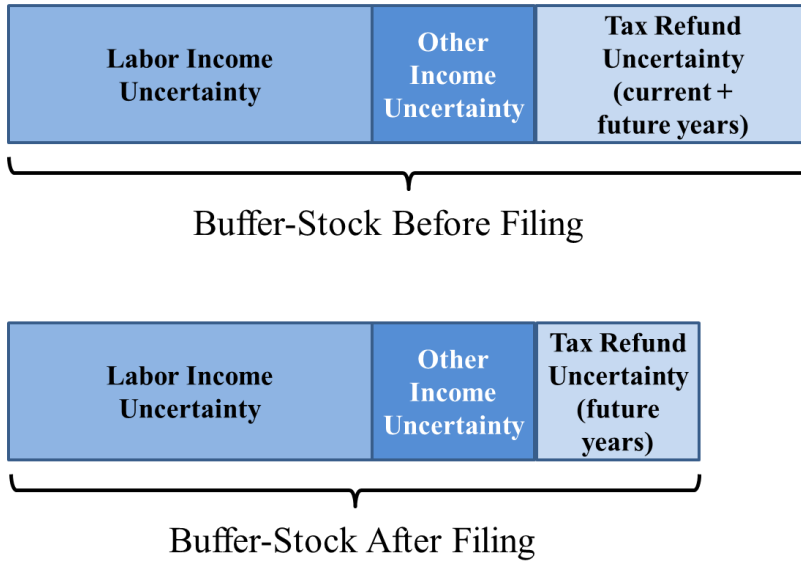 Labor Income
Uncertainty
Other
Income
Uncertainty
Tax Refund
Uncertainty
(current +
future years)
Buffer-Stock Before Filing
Labor Income
Uncertainty
Other
Income
Uncertainty
Tax Refund
Uncertainty
(future
years)
Buffer-Stock After Filing